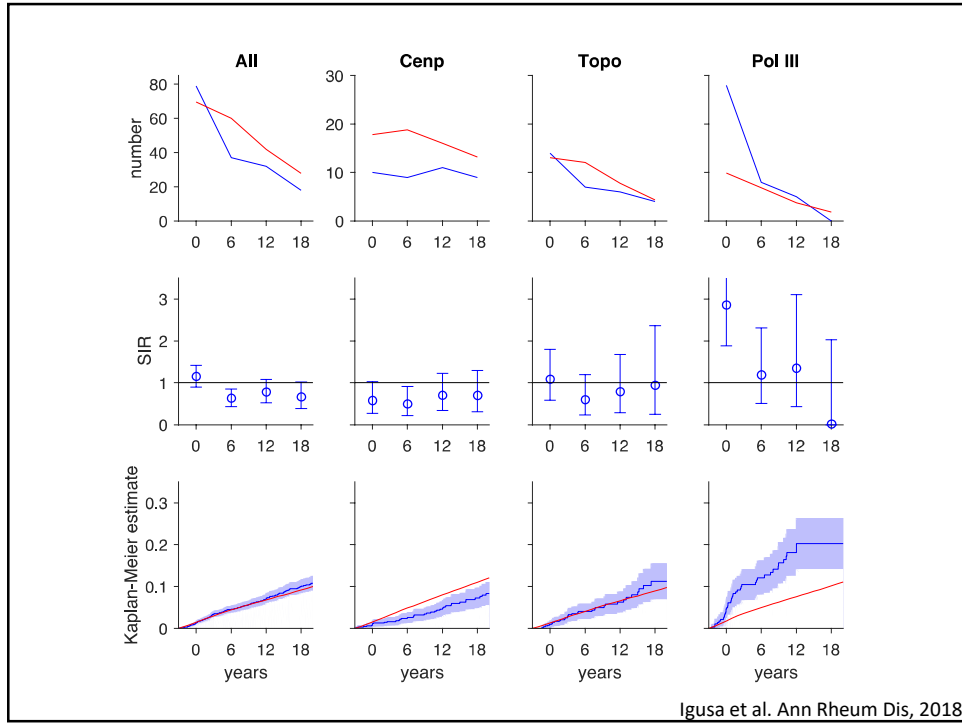 All Cenp Topo Pol III
number
80
60
40
20
0
0 6 12 18
30
20
10
0
0 6 12 18
0 6 12 18
0 6 12 18
SIR
3
2
1
0
0 6 12 18
0 6 12 18
0 6 12 18
0 6 12 18
Kaplan-Meier estimate
0.3
0.2
0.1
0
0 6 12 18
0 6 12 18
0 6 12 18
0 6 12 18
years years years years
Igusa et al. Ann Rheum Dis, 2018